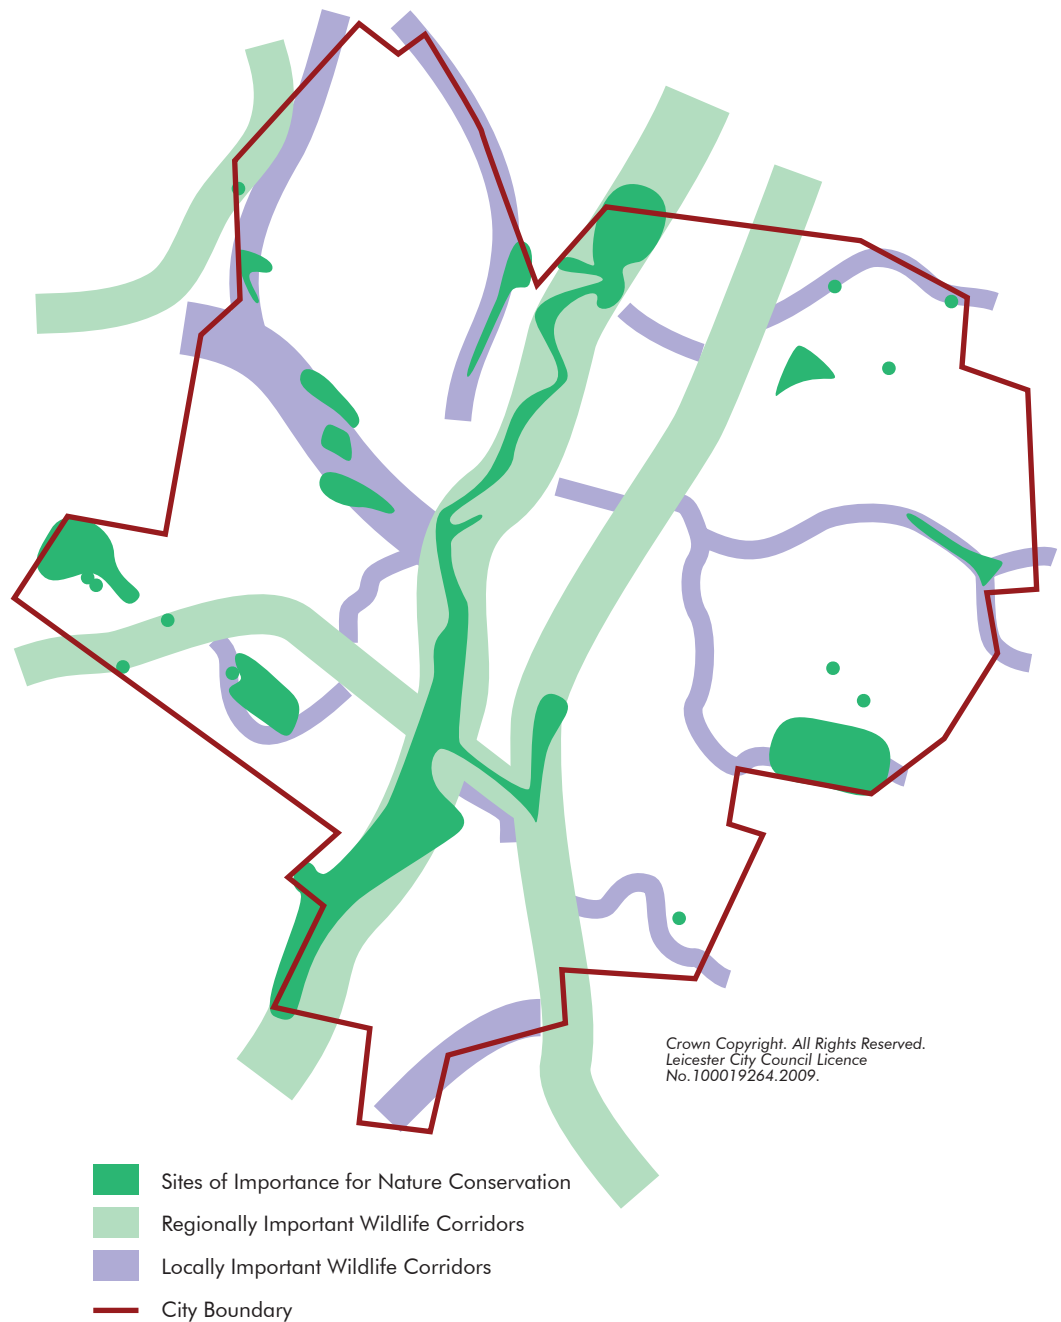 Crown Copyright. All Rights Reserved.
Leicester City Council Licence
No.100019264.2009.
Sites of Importance for Nature Conservation
Regionally Important Wildlife Corridors
Locally Important Wildlife Corridors
City Boundary